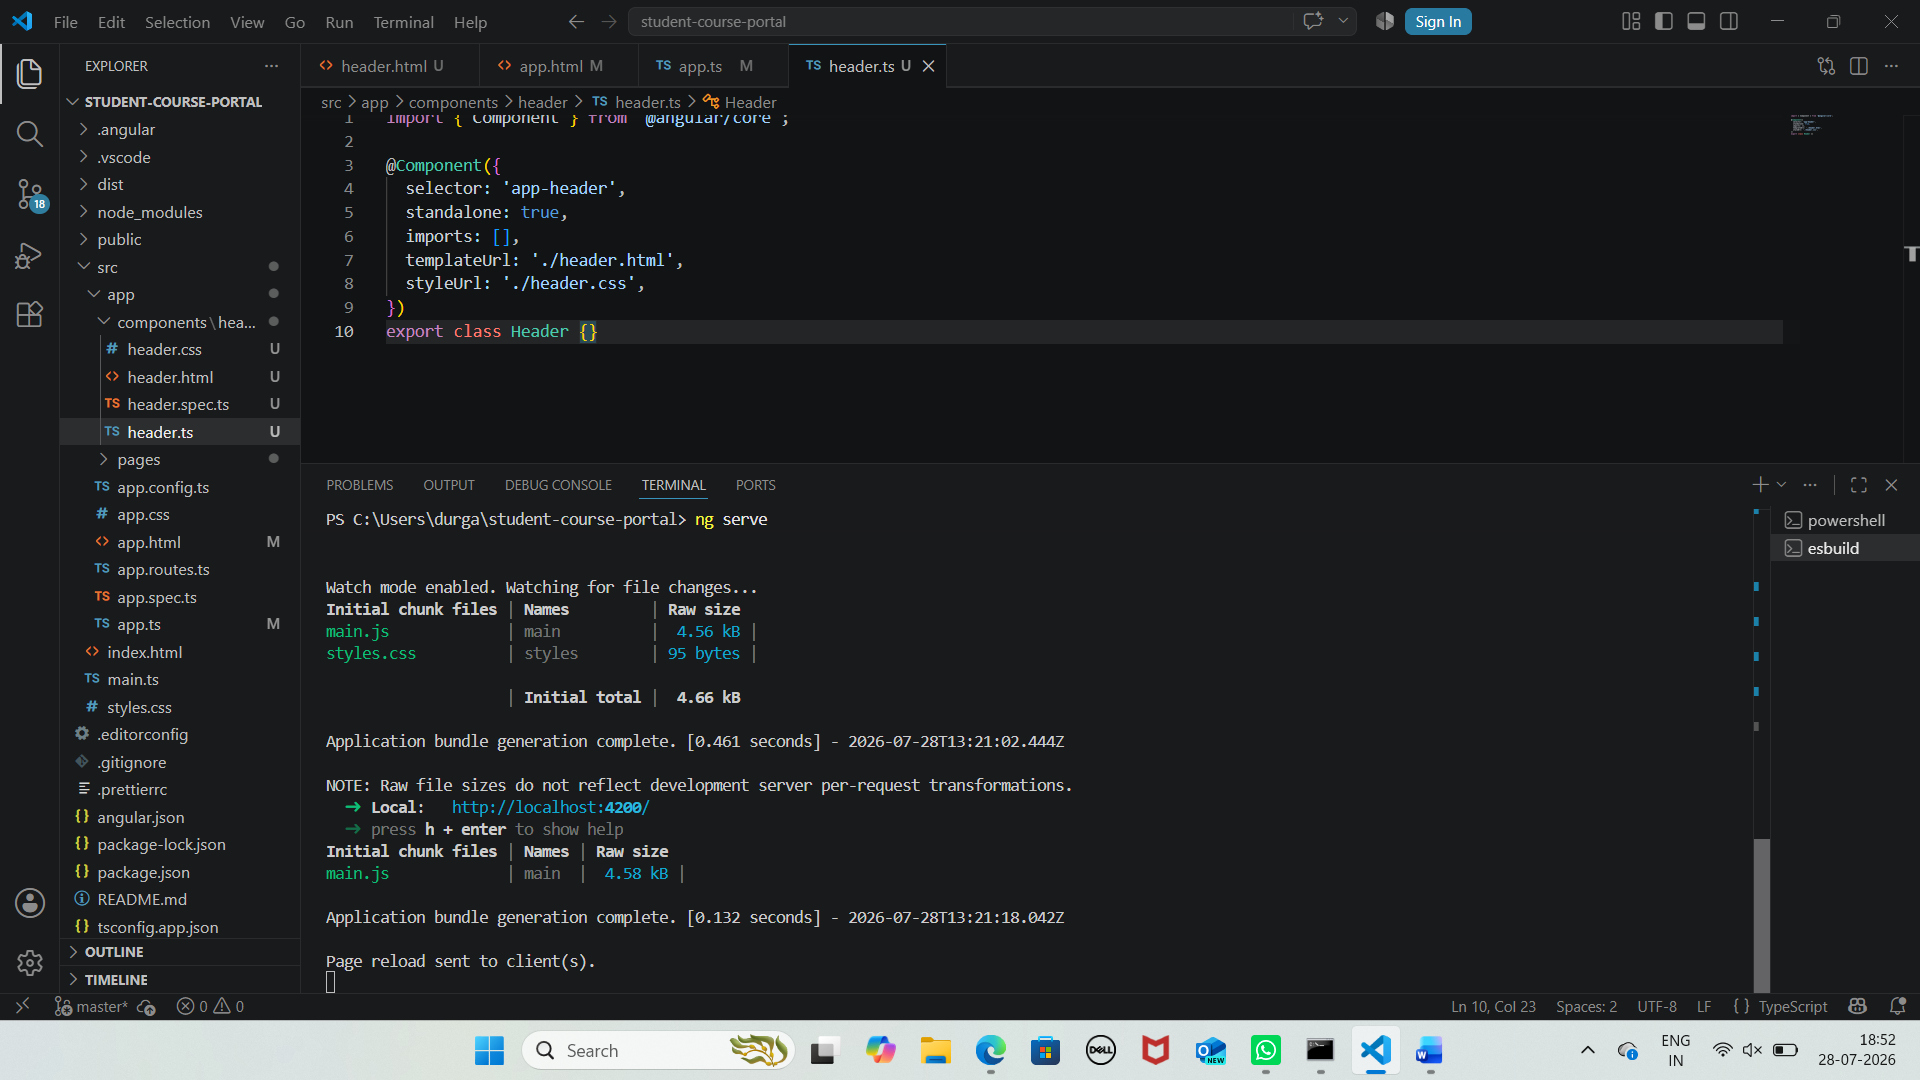 File Edit Selection View Go Run Terminal Help
student-course-portal
Sign In
EXPLORER
STUDENT-COURSE-PORTAL
.angular
.vscode
dist
node_modules
public
src
app
components\hea...
header.css U
header.html U
header.spec.ts U
header.ts U
pages
app.config.ts
app.css
app.html M
app.routes.ts
app.spec.ts
app.ts M
index.html
main.ts
styles.css
.editorconfig
.gitignore
.prettierrc
angular.json
package-lock.json
package.json
README.md
tsconfig.app.json
OUTLINE
TIMELINE
18
header.html U
app.html M
TS app.ts M
TS header.ts U
src > app > components > header > TS header.ts > Header
1 import { Component } from '@angular/core';
2
3 @Component({
4 selector: 'app-header',
5 standalone: true,
6 imports: [],
7 templateUrl: './header.html',
8 styleUrl: './header.css',
9 })
10 export class Header {}
PROBLEMS OUTPUT DEBUG CONSOLE TERMINAL PORTS
powershell
esbuild
PS C:\Users\durga\student-course-portal> ng serve
Watch mode enabled. Watching for file changes...
Initial chunk files | Names | Raw size
main.js | main | 4.56 kB |
styles.css | styles | 95 bytes |
| Initial total | 4.66 kB
Application bundle generation complete. [0.461 seconds] - 2026-07-28T13:21:02.444Z
NOTE: Raw file sizes do not reflect development server per-request transformations.
➜ Local: http://localhost:4200/
➜ press h + enter to show help
Initial chunk files | Names | Raw size
main.js | main | 4.58 kB |
Application bundle generation complete. [0.132 seconds] - 2026-07-28T13:21:18.042Z
Page reload sent to client(s).
master* 0 0
Ln 10, Col 23 Spaces: 2 UTF-8 LF { } TypeScript
Search
DELL
NEW
ENG
IN
18:52
28-07-2026